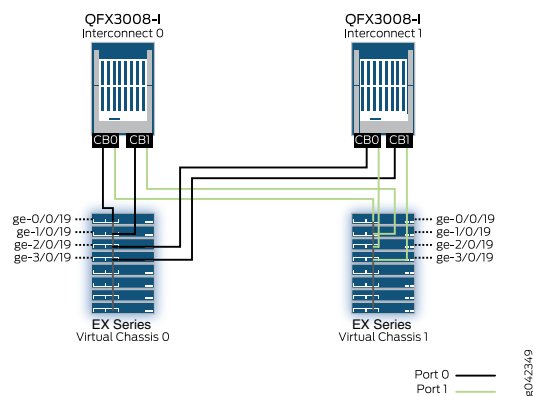 QFX3008-I
Interconnect 0
QFX3008-I
Interconnect 1
CB0 CB1
CB0 CB1
ge-0/0/19
ge-1/0/19
ge-2/0/19
ge-3/0/19
ge-0/0/19
ge-1/0/19
ge-2/0/19
ge-3/0/19
EX Series
Virtual Chassis 0
EX Series
Virtual Chassis 1
Port 0
Port 1
g042349